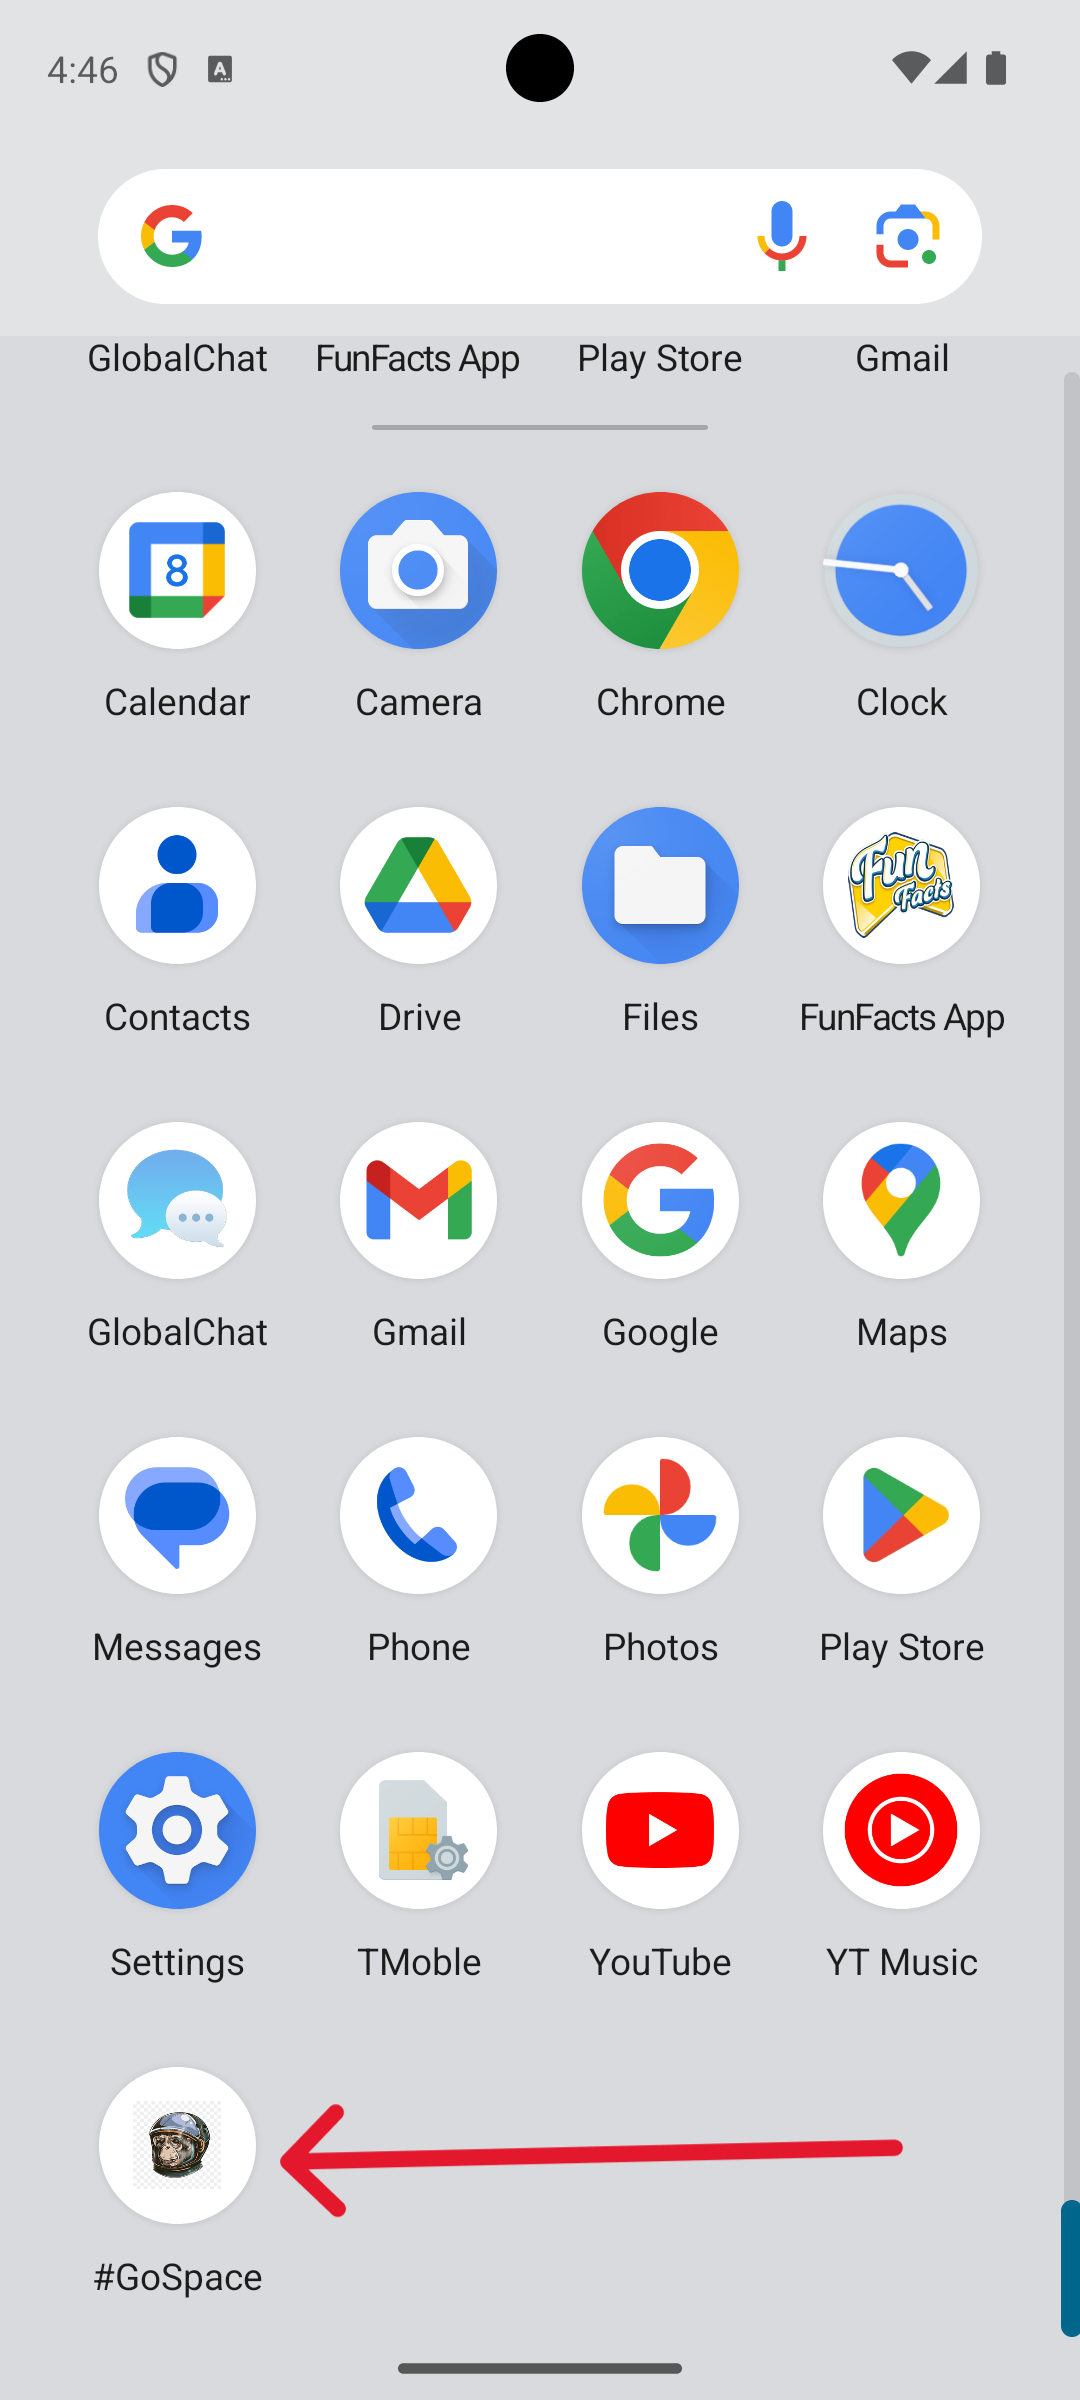 4:46
GlobalChat FunFacts App Play Store Gmail
8
Calendar Camera Chrome Clock
Fun
Facts
Contacts Drive Files FunFacts App
GlobalChat Gmail Google Maps
Messages Phone Photos Play Store
Settings TMoble YouTube YT Music
#GoSpace